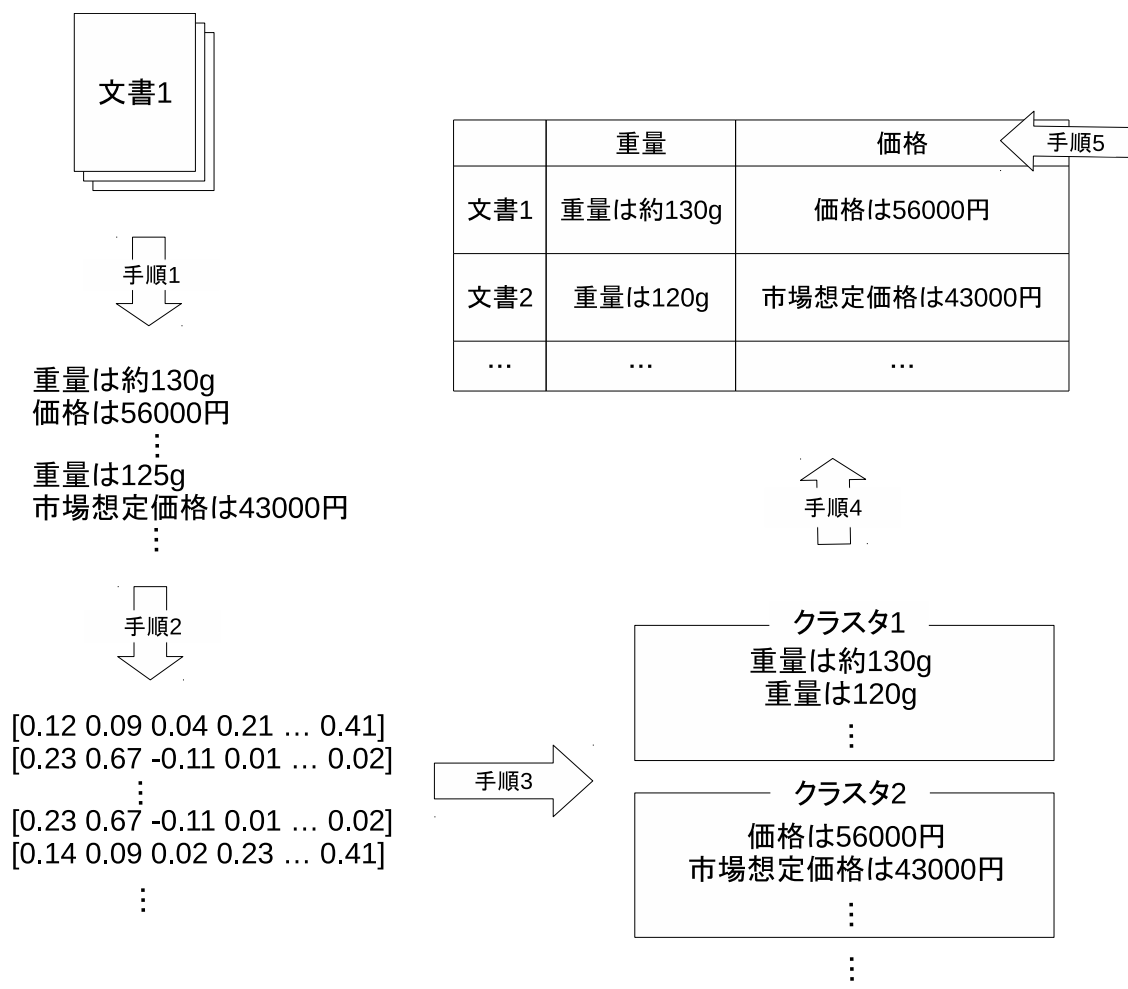 文書1
手順1
重量は約130g
価格は56000円
⋮
重量は125g
市場想定価格は43000円
⋮
手順2
[0.12 0.09 0.04 0.21 … 0.41]
[0.23 0.67 -0.11 0.01 … 0.02]
⋮
[0.23 0.67 -0.11 0.01 … 0.02]
[0.14 0.09 0.02 0.23 … 0.41]
⋮
手順3
クラスタ1
重量は約130g
重量は120g
⋮
クラスタ2
価格は56000円
市場想定価格は43000円
⋮
⋮
手順4
重量 価格
手順5
文書1 重量は約130g 価格は56000円
文書2 重量は120g 市場想定価格は43000円
… … …